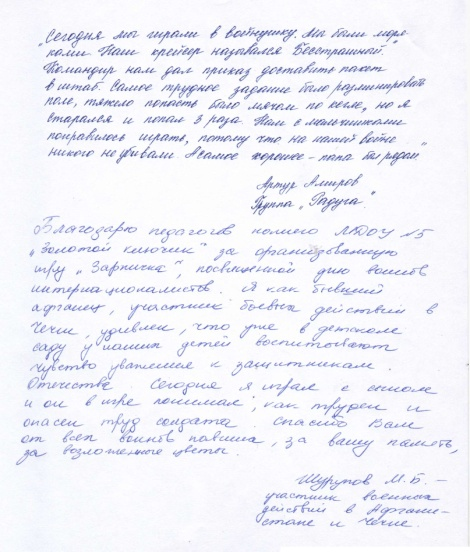 "Сегодня мы играли в войнушку. Мы были моря-
ками. Наш крейсер назывался Бесстрашной."
Командир нам дал приказ доставить пакет
в штаб. Самое трудное задание было разминировать
поле, тяжело попасть было мячом по кегле, но я
старался и попал 3 раза. Нам с мальчишками
понравилось играть, потому что на нашей войне
никого не убивали. А самое хорошее - папа был рядом"
Артур Амиров
Группа "Радуга".
Благодарю педагогов нашего МДОУ №5
"Золотой ключик" за организованную
игру "Зарничка", посвященной дню воинов
интернационалистов. Я как бывший
афганец, участник боевых действий в
Чечне, удивлен, что уже в детском
саду у наших детей воспитывают
чувство уважения к защитникам
Отечества. Сегодня я играл с сыном
и он в игре понимал, как труден и
опасен труд солдата. Спасибо Вам
от всех воинов павших, за вашу память,
за возложенные цветы.
Шурупов М.Б. -
участник военных
действий в Афгани-
стане и Чечне.